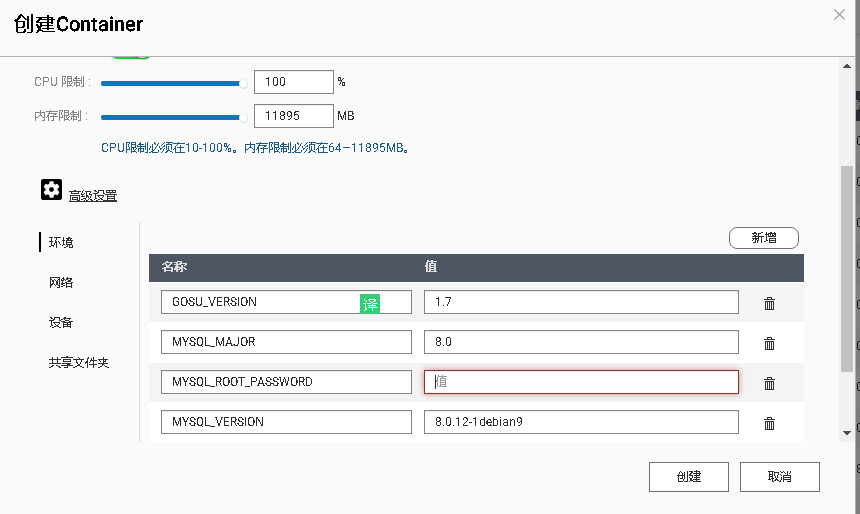 创建Container
CPU 限制 : 100 %
内存限制 : 11895 MB
CPU限制必须在10-100%。内存限制必须在64—11895MB。
高级设置
环境
网络
设备
共享文件夹
新增
名称 值
GOSU_VERSION 译 1.7
MYSQL_MAJOR 8.0
MYSQL_ROOT_PASSWORD 值
MYSQL_VERSION 8.0.12-1debian9
创建 取消